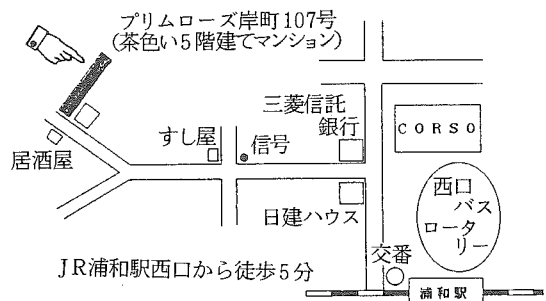 プリムローズ岸町107号
(茶色い5階建てマンション)
三菱信託
銀行
CORSO
すし屋
信号
居酒屋
西口
バス
ロータ
リー
日建ハウス
交番
JR浦和駅西口から徒歩5分
浦和駅